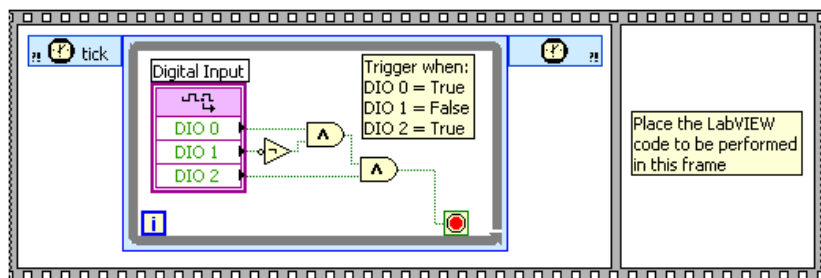 ?! tick
?!
Digital Input
DIO 0
DIO 1
DIO 2
Trigger when:
DIO 0 = True
DIO 1 = False
DIO 2 = True
i
Place the LabVIEW
code to be performed
in this frame